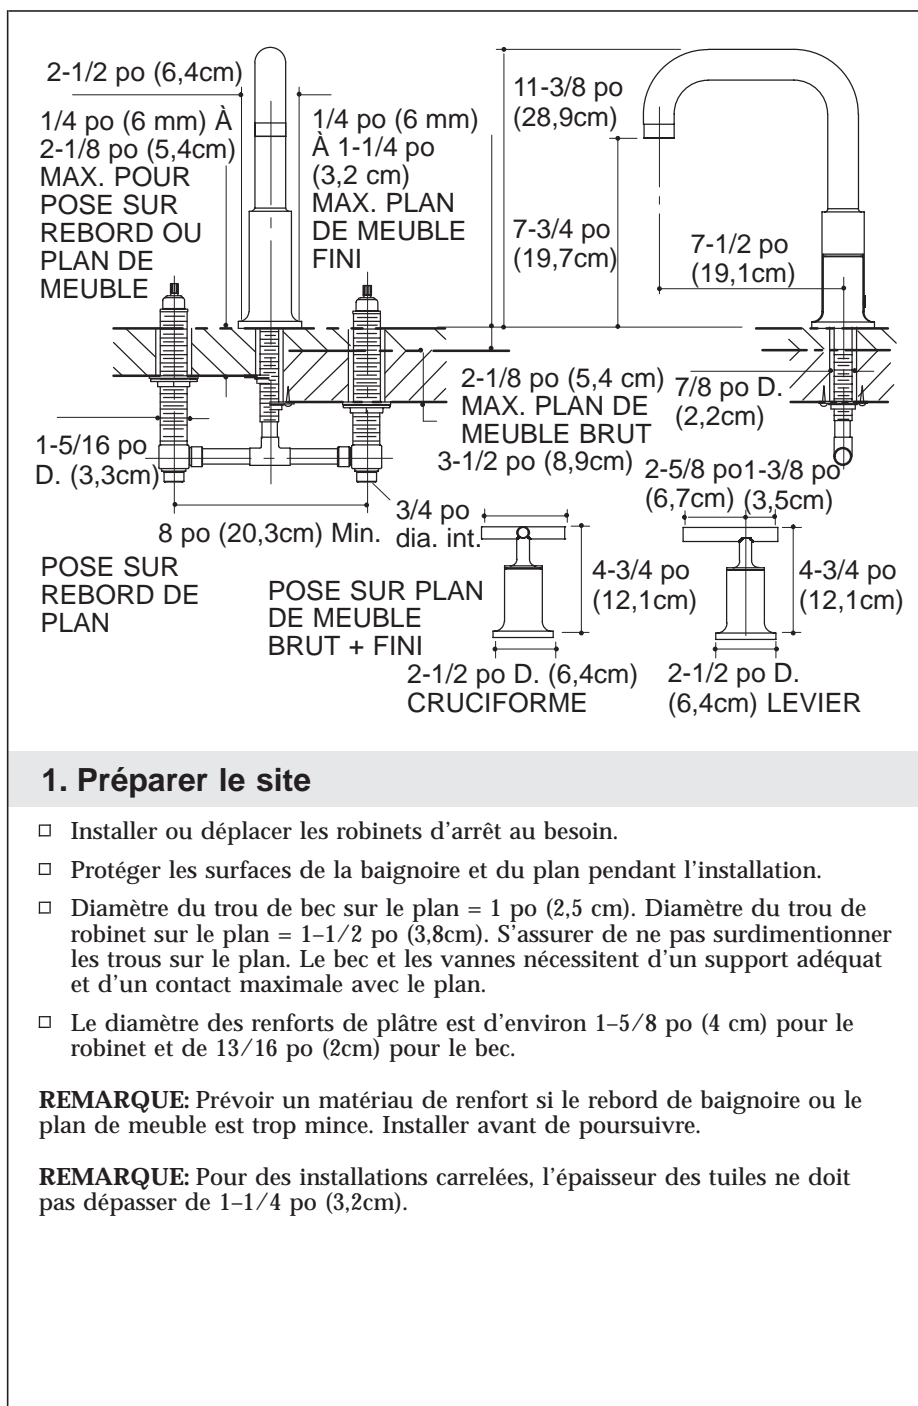 2-1/2 po (6,4cm)
1/4 po (6 mm) À
2-1/8 po (5,4cm)
MAX. POUR
POSE SUR
REBORD OU
PLAN DE
MEUBLE
1/4 po (6 mm)
À 1-1/4 po
(3,2 cm)
MAX. PLAN
DE MEUBLE
FINI
11-3/8 po
(28,9cm)
7-3/4 po
(19,7cm)
7-1/2 po
(19,1cm)
2-1/8 po (5,4 cm)
MAX. PLAN DE
MEUBLE BRUT
7/8 po D.
(2,2cm)
1-5/16 po
D. (3,3cm)
3-1/2 po (8,9cm)
2-5/8 po
(6,7cm)
1-3/8 po
(3,5cm)
8 po (20,3cm) Min.
3/4 po
dia. int.
4-3/4 po
(12,1cm)
4-3/4 po
(12,1cm)
POSE SUR
REBORD DE
PLAN
POSE SUR PLAN
DE MEUBLE
BRUT + FINI
2-1/2 po D. (6,4cm)
CRUCIFORME
2-1/2 po D.
(6,4cm) LEVIER
1. Préparer le site
Installer ou déplacer les robinets d'arrêt au besoin.
Protéger les surfaces de la baignoire et du plan pendant l'installation.
Diamètre du trou de bec sur le plan = 1 po (2,5 cm). Diamètre du trou de
robinet sur le plan = 1–1/2 po (3,8cm). S'assurer de ne pas surdimentionner
les trous sur le plan. Le bec et les vannes nécessitent d'un support adéquat
et d'un contact maximale avec le plan.
Le diamètre des renforts de plâtre est d'environ 1–5/8 po (4 cm) pour le
robinet et de 13/16 po (2cm) pour le bec.
REMARQUE: Prévoir un matériau de renfort si le rebord de baignoire ou le
plan de meuble est trop mince. Installer avant de poursuivre.
REMARQUE: Pour des installations carrelées, l'épaisseur des tuiles ne doit
pas dépasser de 1–1/4 po (3,2cm).